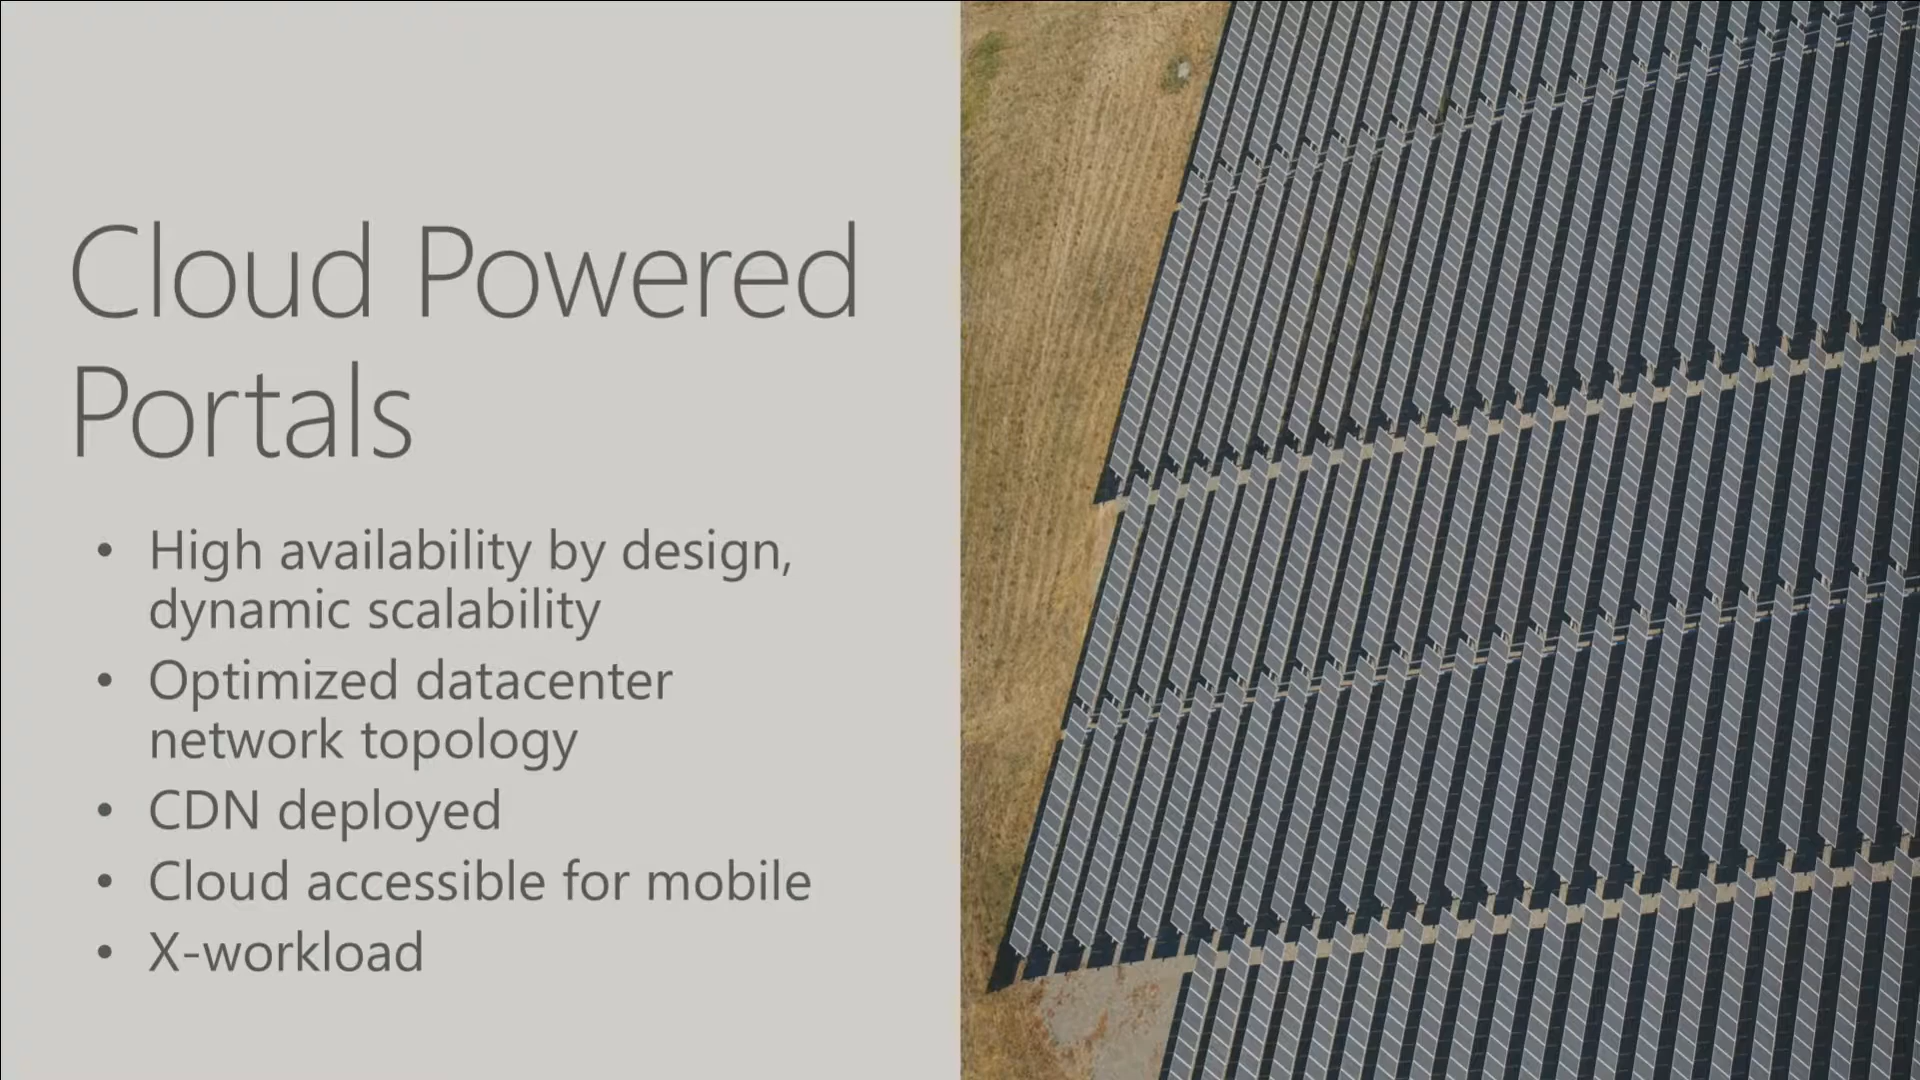 Cloud Powered
Portals
• High availability by design,
dynamic scalability
• Optimized datacenter
network topology
• CDN deployed
• Cloud accessible for mobile
• X-workload